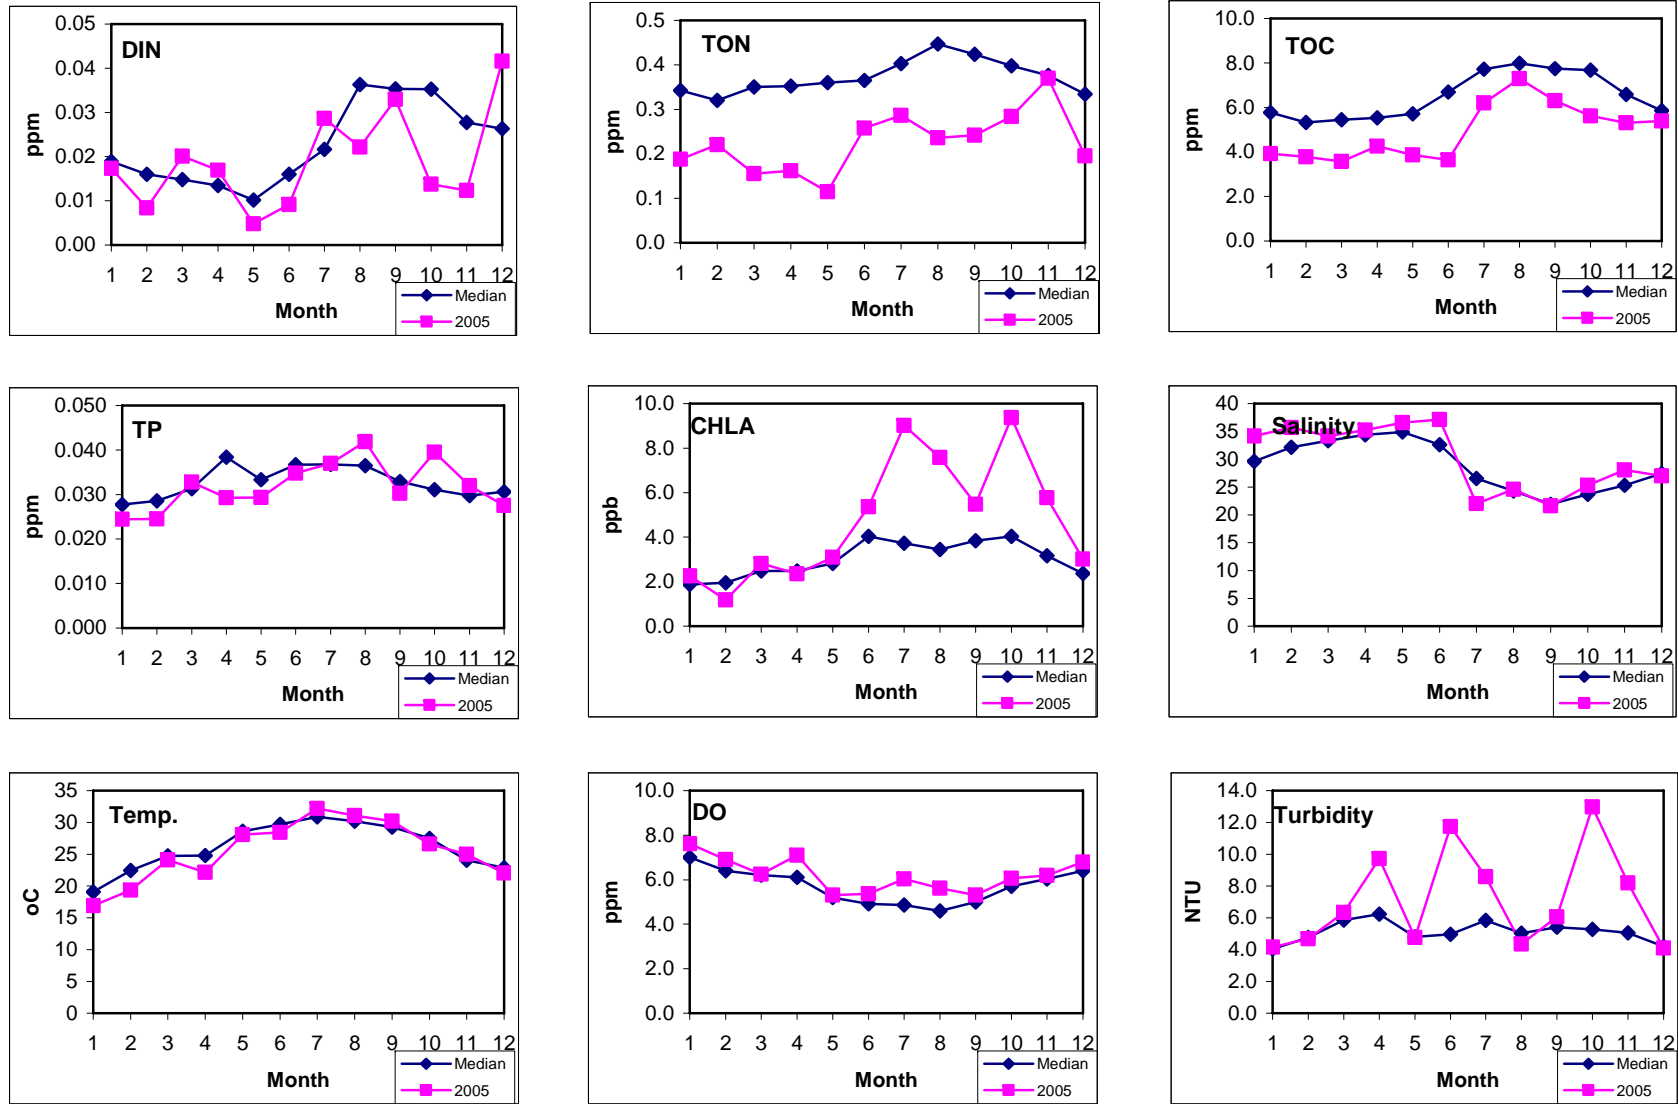 DIN
ppm
0.05
0.04
0.03
0.02
0.01
0.00
1 2 3 4 5 6 7 8 9 10 11 12
Month
Median
2005
TON
ppm
0.5
0.4
0.3
0.2
0.1
0.0
1 2 3 4 5 6 7 8 9 10 11 12
Month
Median
2005
TOC
ppm
10.0
8.0
6.0
4.0
2.0
0.0
1 2 3 4 5 6 7 8 9 10 11 12
Month
Median
2005
TP
ppm
0.050
0.040
0.030
0.020
0.010
0.000
1 2 3 4 5 6 7 8 9 10 11 12
Month
Median
2005
CHLA
ppb
10.0
8.0
6.0
4.0
2.0
0.0
1 2 3 4 5 6 7 8 9 10 11 12
Month
Median
2005
Salinity
40
35
30
25
20
15
10
5
0
1 2 3 4 5 6 7 8 9 10 11 12
Month
Median
2005
Temp.
oC
35
30
25
20
15
10
5
0
1 2 3 4 5 6 7 8 9 10 11 12
Month
Median
2005
DO
ppm
10.0
8.0
6.0
4.0
2.0
0.0
1 2 3 4 5 6 7 8 9 10 11 12
Month
Median
2005
Turbidity
NTU
14.0
12.0
10.0
8.0
6.0
4.0
2.0
0.0
1 2 3 4 5 6 7 8 9 10 11 12
Month
Median
2005